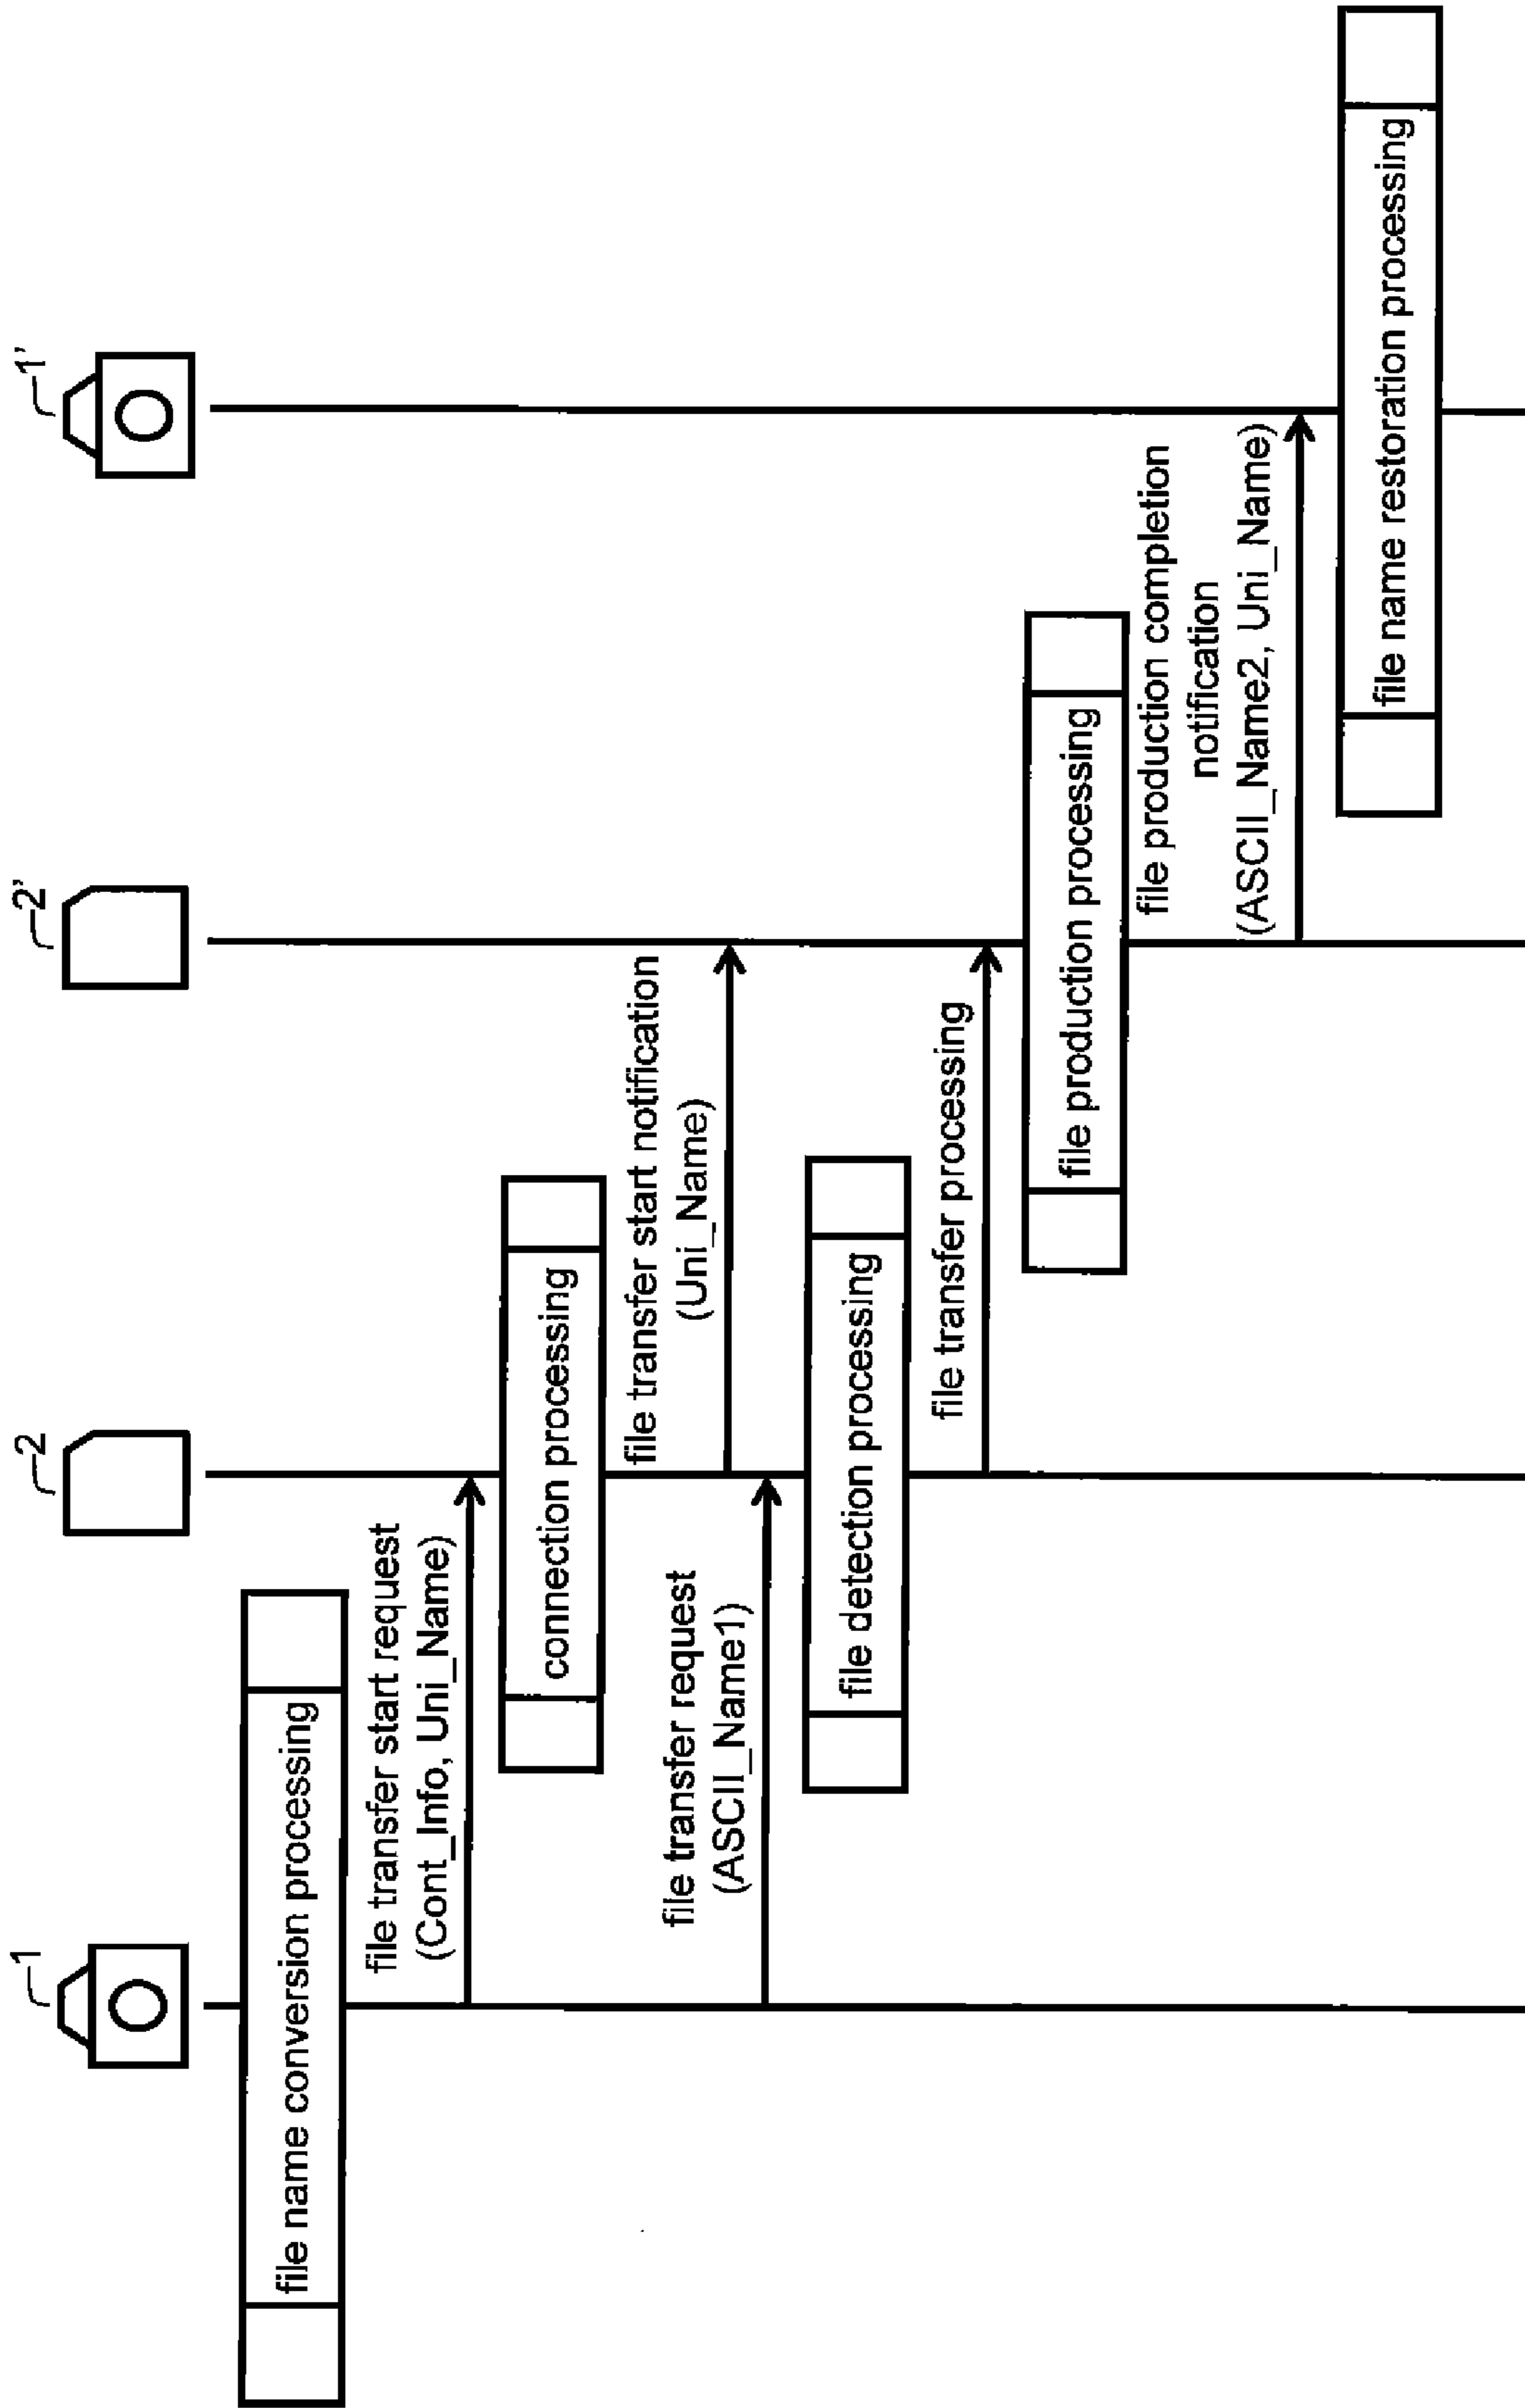 1
2
2'
1'
file name conversion processing
file transfer start request
(Cont_Info, Uni_Name)
connection processing
file transfer start notification
(Uni_Name)
file transfer request
(ASCII_Name1)
file detection processing
file transfer processing
file production processing
file production completion
notification
(ASCII_Name2, Uni_Name)
file name restoration processing